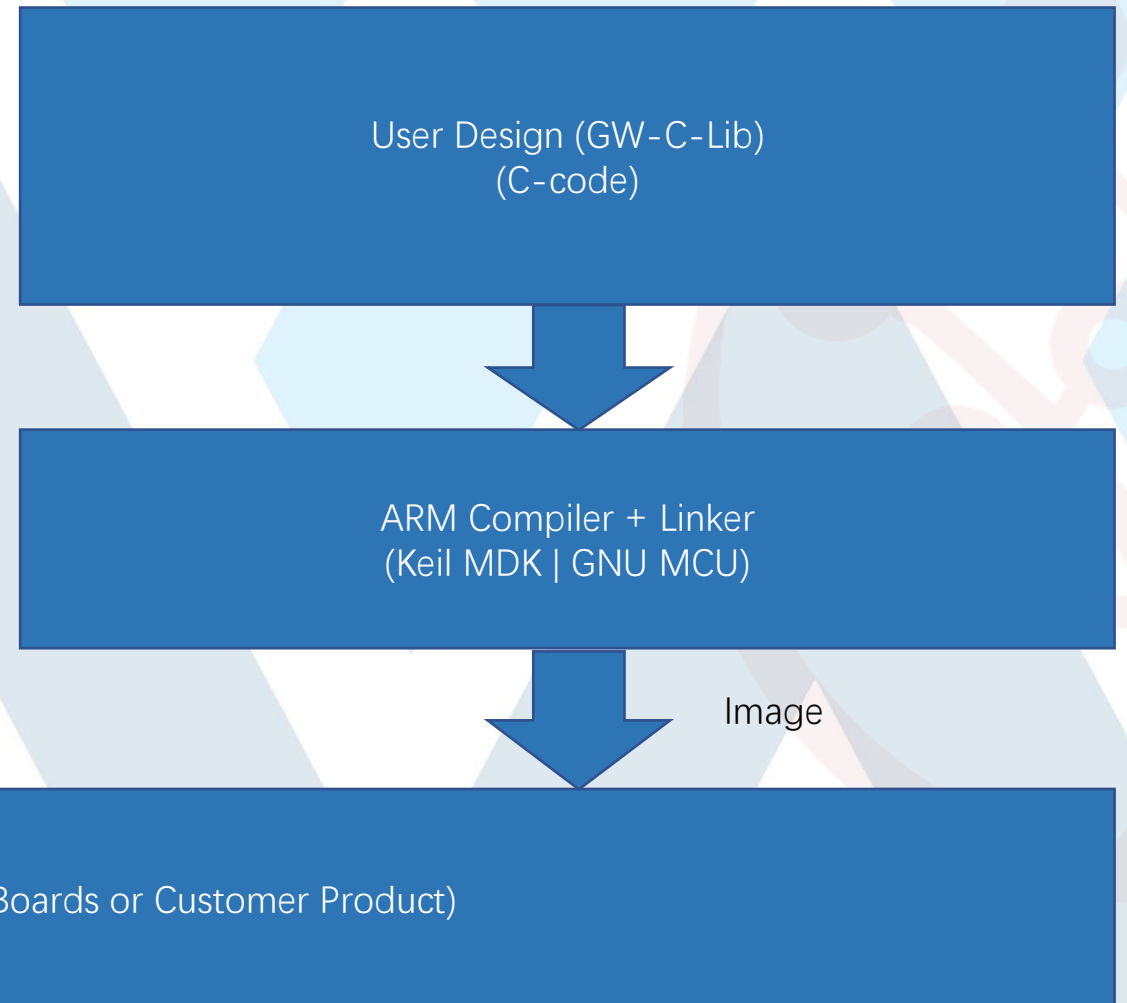 User Design (GW-C-Lib)
(C-code)
ARM Compiler + Linker
(Keil MDK | GNU MCU)
Image
Boards or Customer Product)